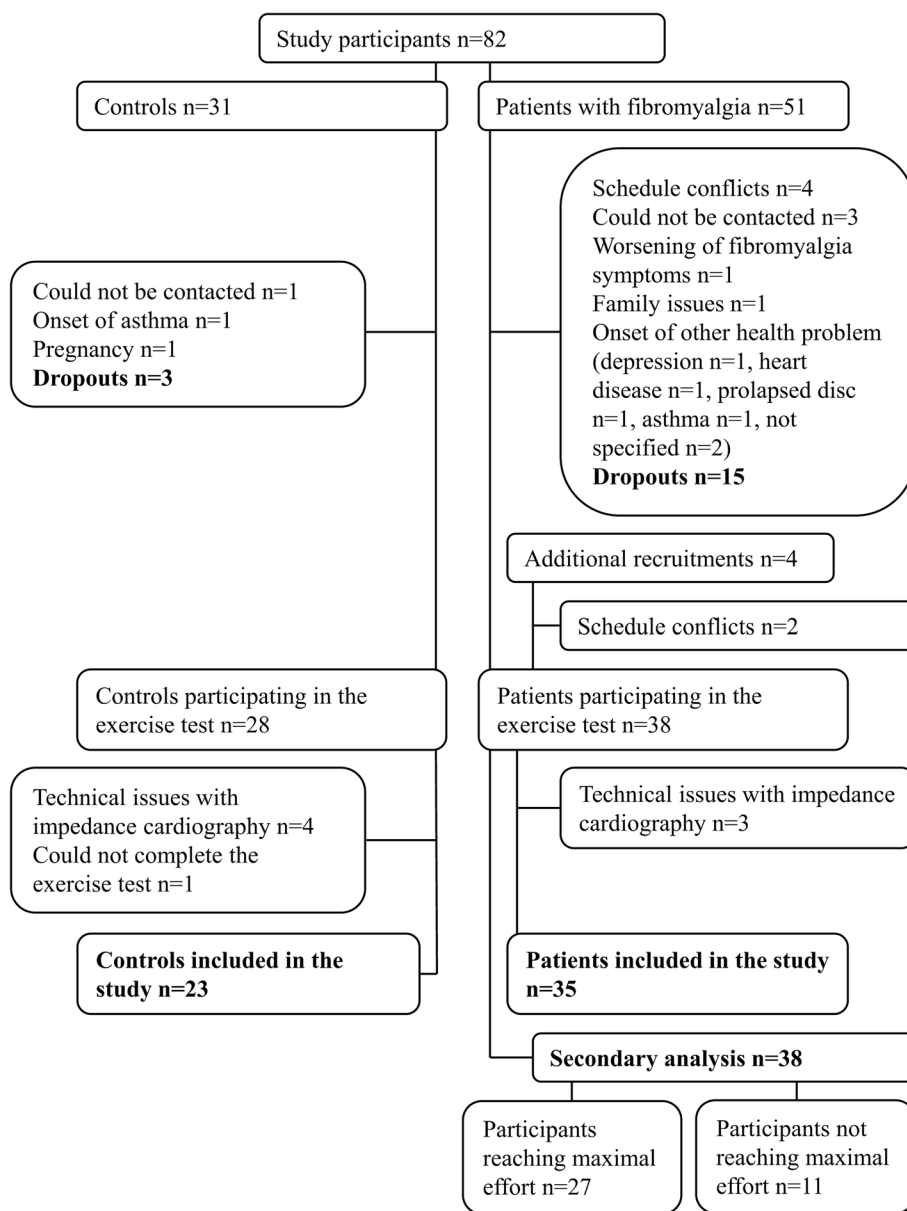 Study participants n=82
Controls n=31
Patients with fibromyalgia n=51
Schedule conflicts n=4
Could not be contacted n=3
Worsening of fibromyalgia
symptoms n=1
Family issues n=1
Onset of other health problem
(depression n=1, heart
disease n=1, prolapsed disc
n=1, asthma n=1, not
specified n=2)
Dropouts n=15
Could not be contacted n=1
Onset of asthma n=1
Pregnancy n=1
Dropouts n=3
Additional recruitments n=4
Schedule conflicts n=2
Controls participating in the
exercise test n=28
Patients participating in the
exercise test n=38
Technical issues with
impedance cardiography n=4
Could not complete the
exercise test n=1
Technical issues with impedance
cardiography n=3
Controls included in the
study n=23
Patients included in the study
n=35
Secondary analysis n=38
Participants
reaching maximal
effort n=27
Participants not
reaching maximal
effort n=11